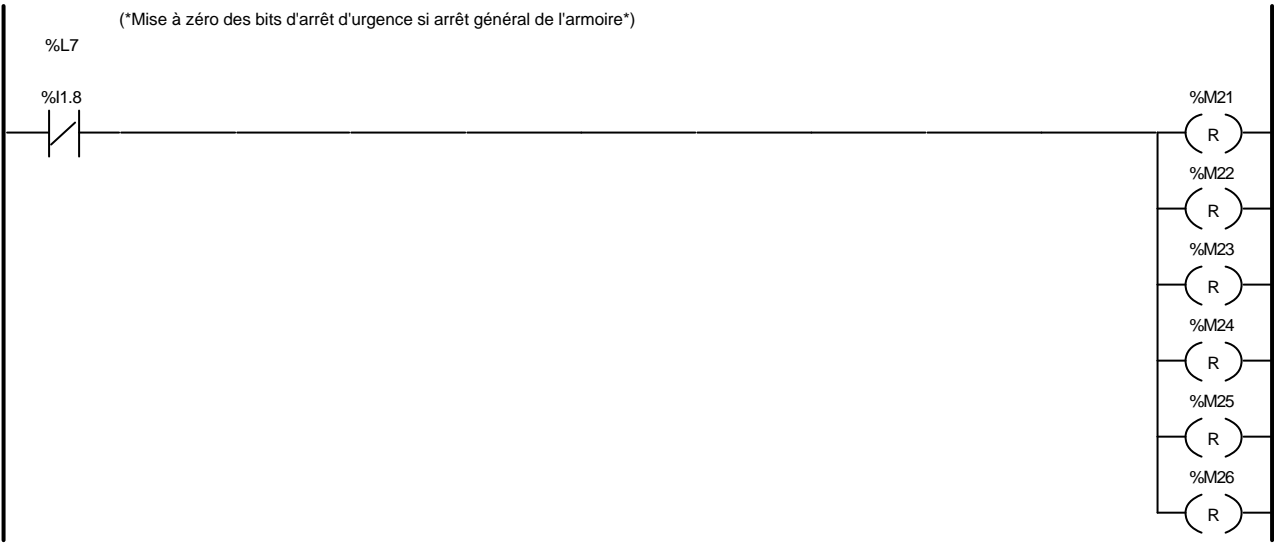 (*Mise à zéro des bits d'arrêt d'urgence si arrêt général de l'armoire*)
%L7
%I1.8
%M21
R
%M22
R
%M23
R
%M24
R
%M25
R
%M26
R